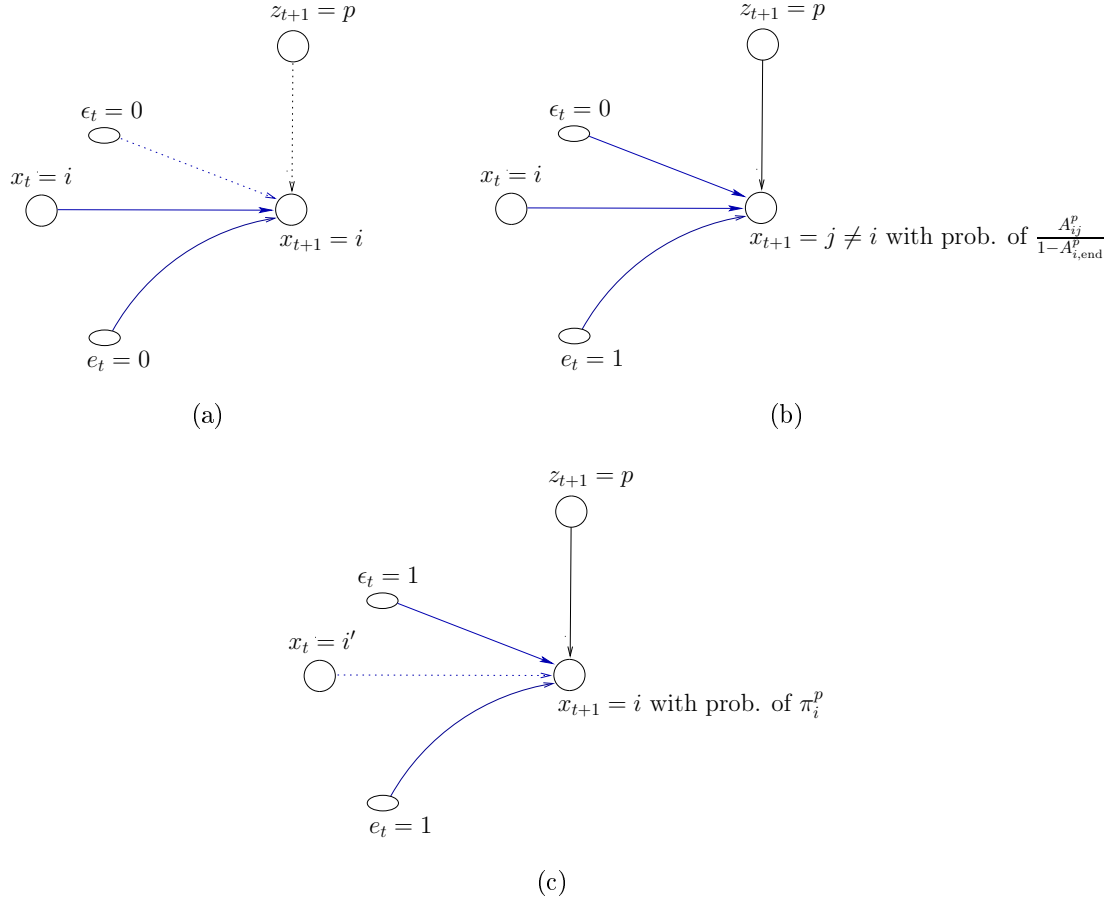 z_{t+1} = p
ϵ_t = 0
x_t = i
x_{t+1} = i
e_t = 0
(a)
z_{t+1} = p
ϵ_t = 0
x_t = i
x_{t+1} = j ≠ i with prob. of \frac{A^p_{ij}}{1−A^p_{i,end}}
e_t = 1
(b)
z_{t+1} = p
ϵ_t = 1
x_t = i′
x_{t+1} = i with prob. of π^p_i
e_t = 1
(c)